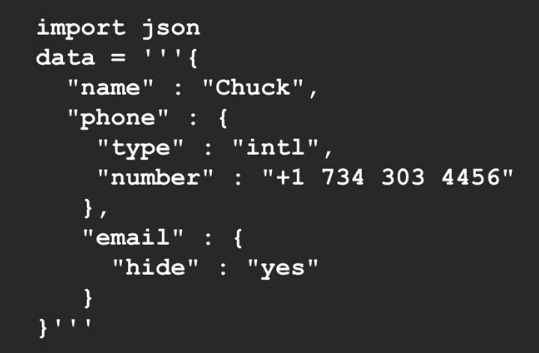 import json
data = '''{
"name" : "Chuck",
"phone" : {
"type" : "intl",
"number" : "+1 734 303 4456"
},
"email" : {
"hide" : "yes"
}
}'''